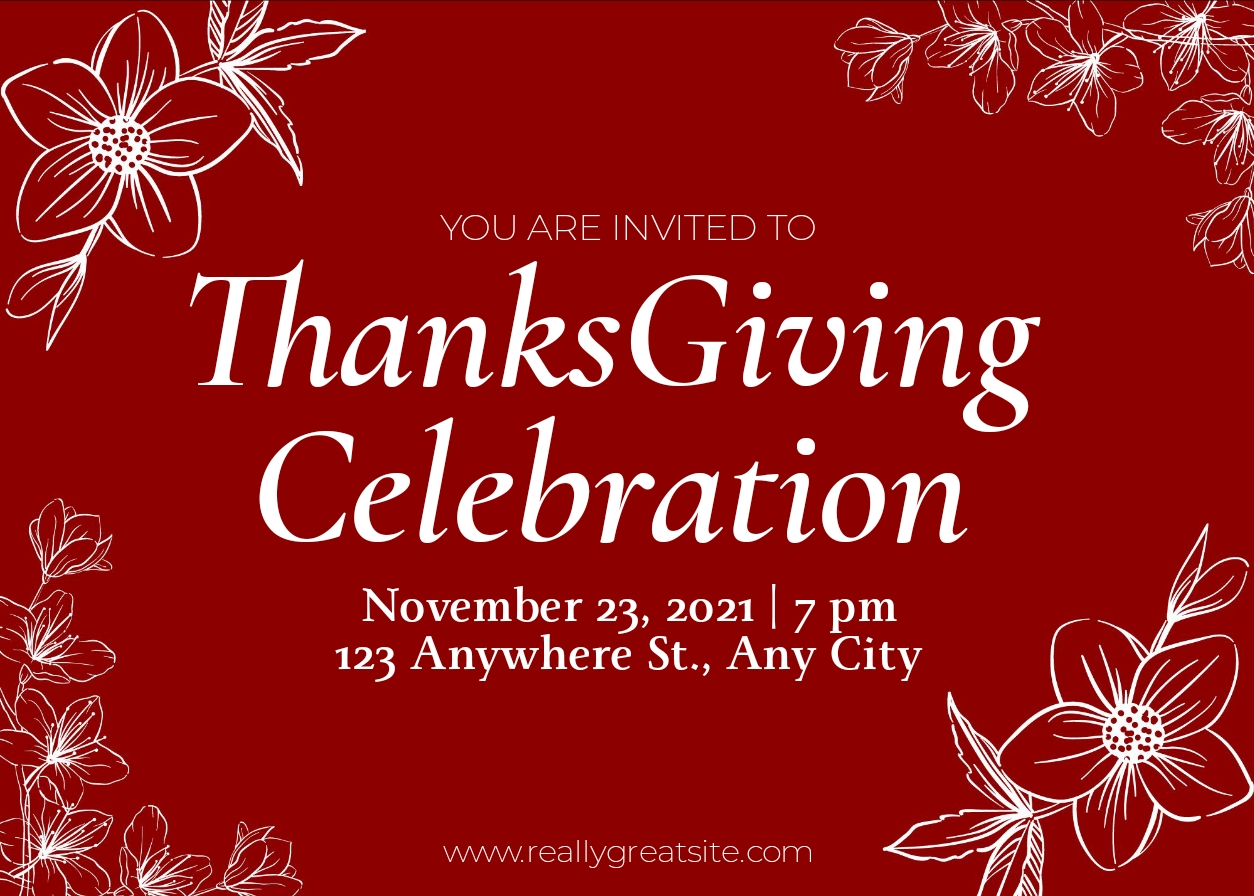 YOU ARE INVITED TO
ThanksGiving
Celebration
November 23, 2021 | 7 pm
123 Anywhere St., Any City
www.reallygreatsite.com